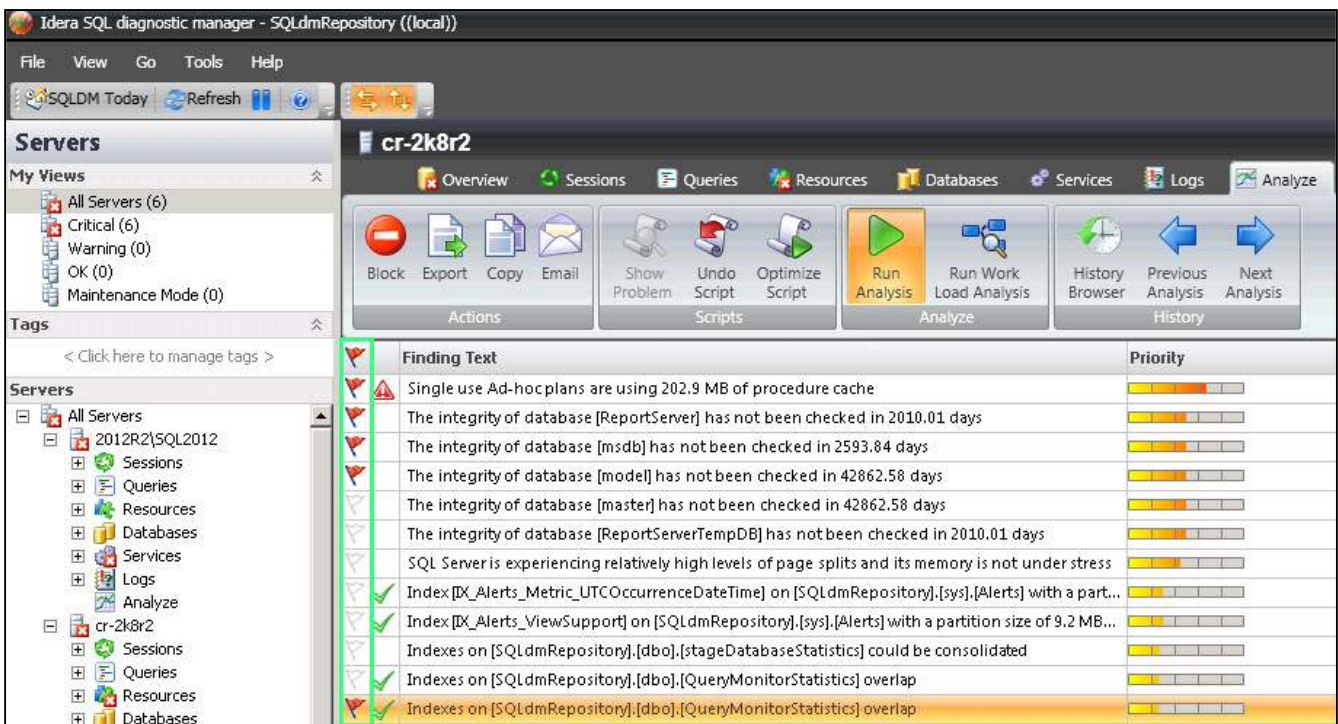 Idera SQL diagnostic manager - SQLdmRepository ((local))
File View Go Tools Help
SQLDM Today Refresh
Servers
My Views
All Servers (6)
Critical (6)
Warning (0)
OK (0)
Maintenance Mode (0)
Tags
< Click here to manage tags >
Servers
All Servers
2012R2\SQL2012
Sessions
Queries
Resources
Databases
Services
Logs
Analyze
cr-2k8r2
Sessions
Queries
Resources
Databases
cr-2k8r2
Overview Sessions Queries Resources Databases Services Logs Analyze
Block Export Copy Email Show Problem Undo Script Optimize Script Run Analysis Run Work Load Analysis History Browser Previous Analysis Next Analysis
Actions Scripts Analyze History
Finding Text Priority
Single use Ad-hoc plans are using 202.9 MB of procedure cache
The integrity of database [ReportServer] has not been checked in 2010.01 days
The integrity of database [msdb] has not been checked in 2593.84 days
The integrity of database [model] has not been checked in 42862.58 days
The integrity of database [master] has not been checked in 42862.58 days
The integrity of database [ReportServerTempDB] has not been checked in 2010.01 days
SQL Server is experiencing relatively high levels of page splits and its memory is not under stress
Index [IX_Alerts_Metric_UTCOccurrenceDateTime] on [SQLdmRepository].[sys].[Alerts] with a part...
Index [IX_Alerts_ViewSupport] on [SQLdmRepository].[sys].[Alerts] with a partition size of 9.2 MB...
Indexes on [SQLdmRepository].[dbo].[stageDatabaseStatistics] could be consolidated
Indexes on [SQLdmRepository].[dbo].[QueryMonitorStatistics] overlap
Indexes on [SQLdmRepository].[dbo].[QueryMonitorStatistics] overlap